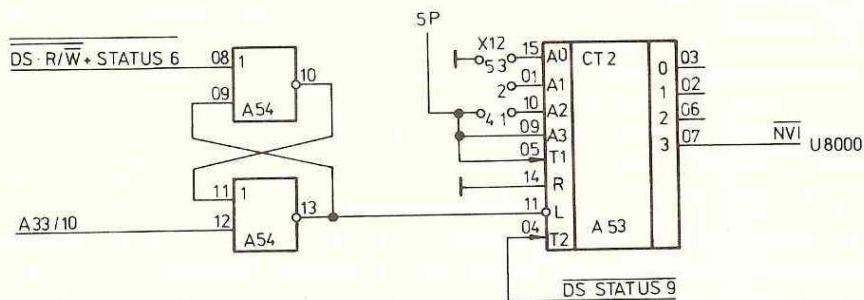 5P
DS · R/W + STATUS 6
08
1
10
09
A54
11
1
13
12
A54
A33/10
X12
5 3
2
4 1
15
01
10
09
05
14
11
04
A0
A1
A2
A3
T1
R
L
T2
CT 2
A 53
0
1
2
3
03
02
06
07
NVI
U8000
DS STATUS 9